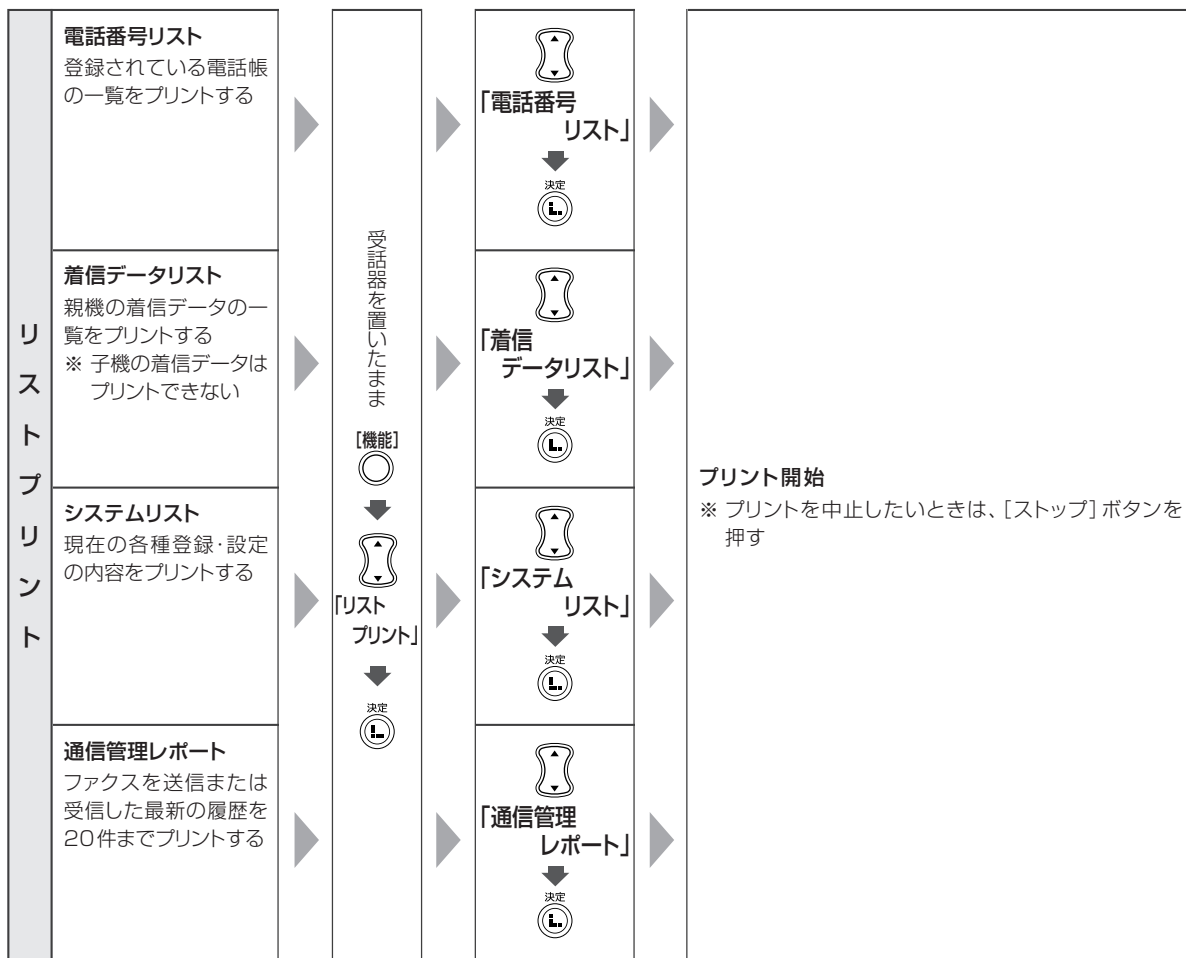 リストプリント
電話番号リスト
登録されている電話帳
の一覧をプリントする
着信データリスト
親機の着信データの一
覧をプリントする
※ 子機の着信データは
プリントできない
システムリスト
現在の各種登録・設定
の内容をプリントする
通信管理レポート
ファクスを送信または
受信した最新の履歴を
20件までプリントする
受話器を置いたまま
[機能]
「リスト
プリント」
決定
「電話番号
リスト」
決定
「着信
データリスト」
決定
「システム
リスト」
決定
「通信管理
レポート」
決定
プリント開始
※ プリントを中止したいときは、[ストップ]ボタンを
押す